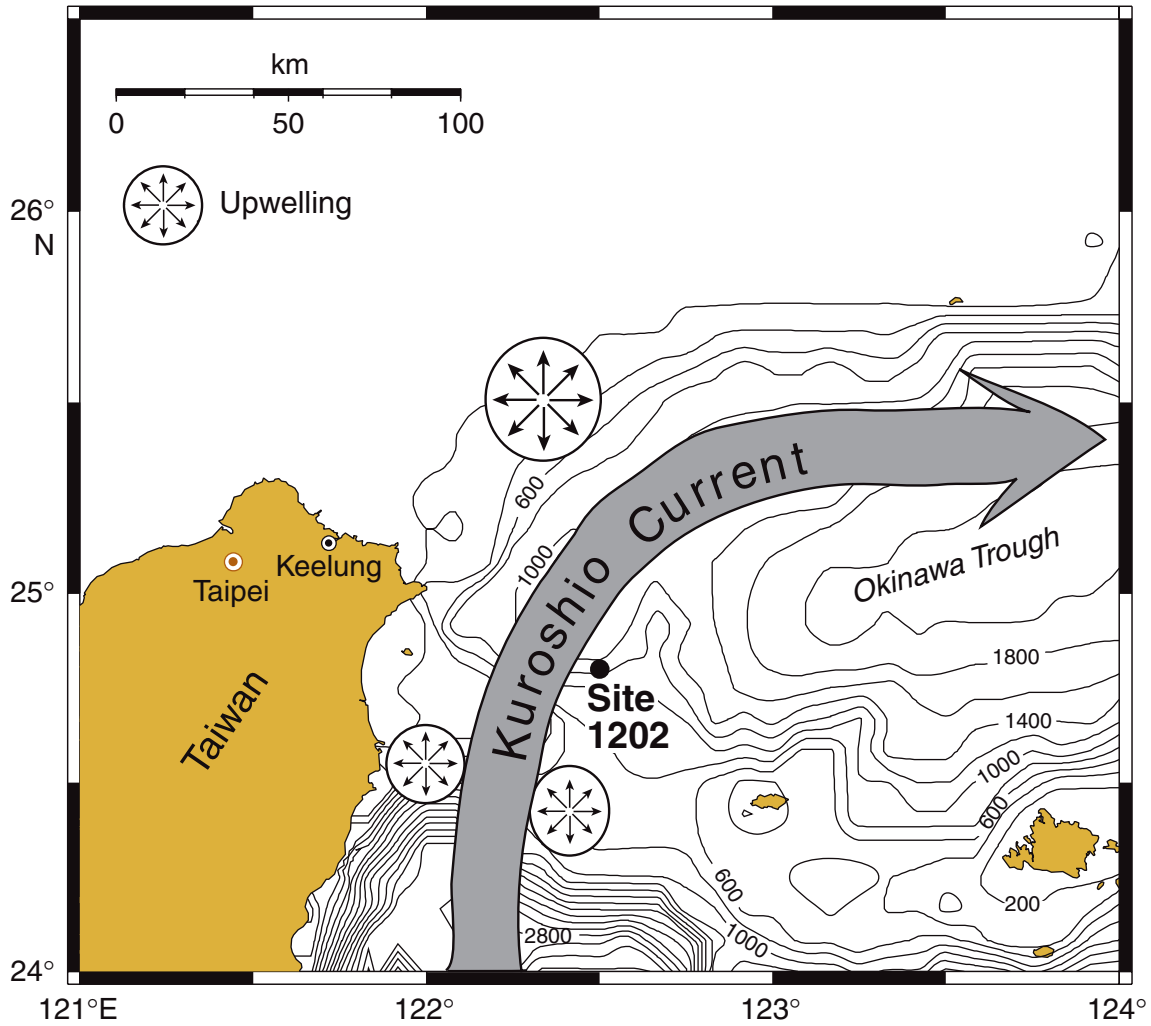 km
0 50 100
Upwelling
26°
N
600
1000
Kuroshio Current
Keelung
Taipei
25°
Okinawa Trough
1800
Site
1202
Taiwan
1400
1000
600
600
200
1000
2800
24°
121°E 122° 123° 124°